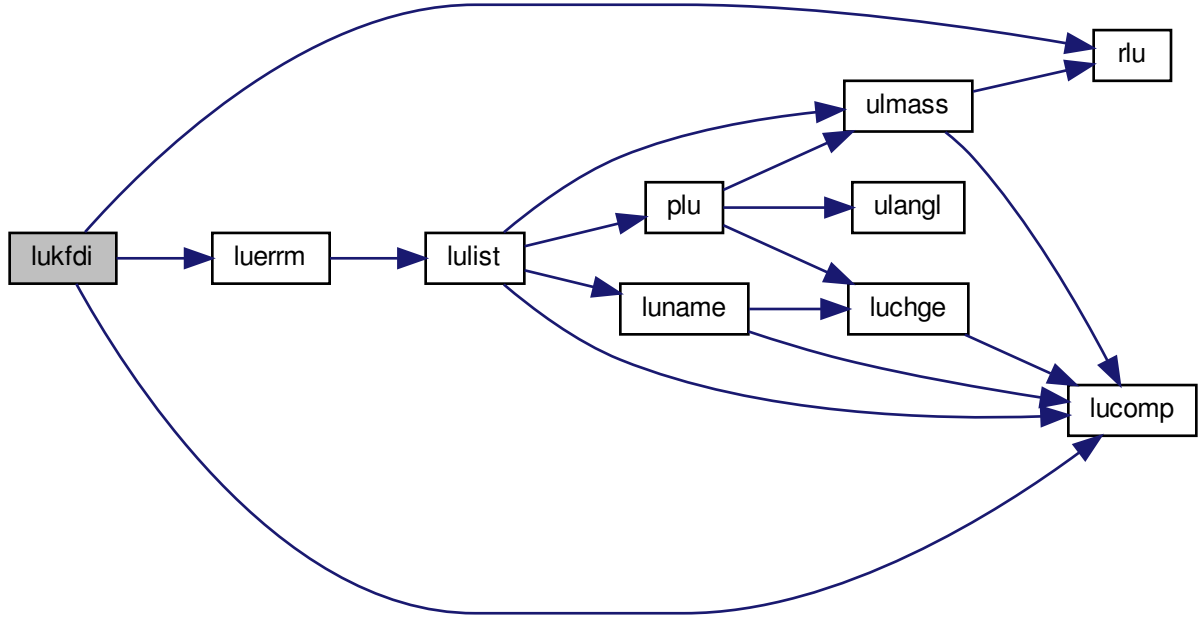 rlu
ulmass
plu
ulangl
lukfdi
luerrm
lulist
luname
luchge
lucomp